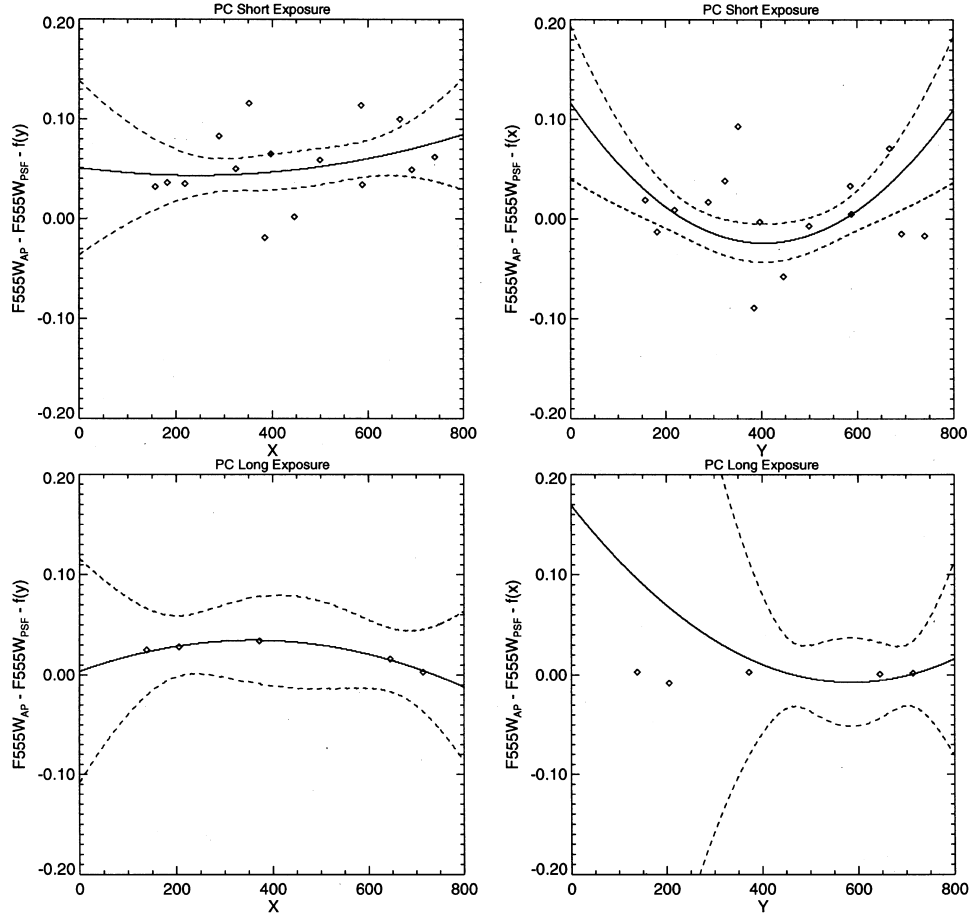 PC Short Exposure
0.20
0.10
0.00
-0.10
-0.20
F555W_AP - F555W_PSF - f(y)
0 200 400 600 800
X
PC Short Exposure
0.20
0.10
0.00
-0.10
-0.20
F555W_AP - F555W_PSF - f(x)
0 200 400 600 800
Y
PC Long Exposure
0.20
0.10
0.00
-0.10
-0.20
F555W_AP - F555W_PSF - f(y)
0 200 400 600 800
X
PC Long Exposure
0.20
0.10
0.00
-0.10
-0.20
F555W_AP - F555W_PSF - f(x)
0 200 400 600 800
Y